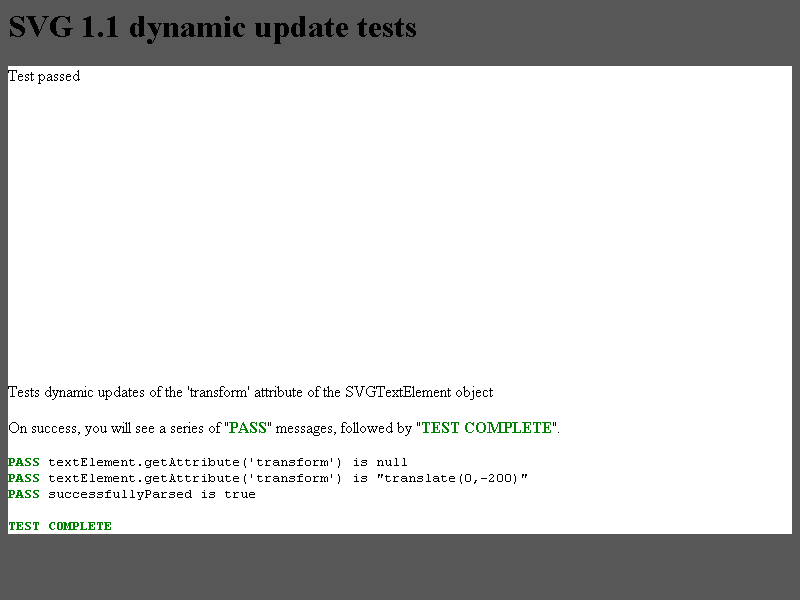 SVG 1.1 dynamic update tests
Test passed
Tests dynamic updates of the 'transform' attribute of the SVGTextElement object
On success, you will see a series of "PASS" messages, followed by "TEST COMPLETE".
PASS textElement.getAttribute('transform') is null
PASS textElement.getAttribute('transform') is "translate(0,-200)"
PASS successfullyParsed is true
TEST COMPLETE